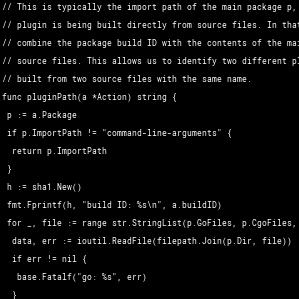 // This is typically the import path of the main package p,
// plugin is being built directly from source files. In that
// combine the package build ID with the contents of the
// source files. This allows us to identify two different
// built from two source files with the same name.
func pluginPath(a *Action) string {
p := a.Package
if p.ImportPath != "command-line-arguments" {
return p.ImportPath
}
h := sha1.New()
fmt.Fprintf(h, "build ID: %s\n", a.buildID)
for _, file := range str.StringList(p.GoFiles, p.CgoFiles,
data, err := ioutil.ReadFile(filepath.Join(p.Dir, file))
if err != nil {
base.Fatalf("go: %s", err)
}